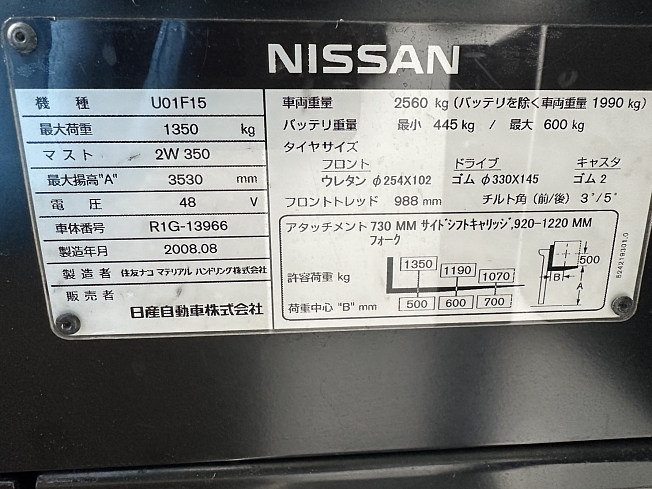 NISSAN
機種 U01F15
最大荷重 1350 kg
マスト 2W 350
最大揚高"A" 3530 mm
電圧 48 V
車体番号 R1G-13966
製造年月 2008.08
製造者 住友ナコ マテリアル ハンドリング株式会社
販売者 日産自動車株式会社
車両重量 2560 kg (バッテリを除く車両重量 1990 kg)
バッテリ重量 最小 445 kg / 最大 600 kg
タイヤサイズ
フロント ドライブ キャスタ
ウレタン φ254X102 ゴム φ330X145 ゴム 2
フロントトレッド 988 mm チルト角 (前/後) 3°/5°
アタッチメント 730 MM サイドシフトキャリッジ,920-1220 MM
フォーク
許容荷重 kg 1350 1190 1070
荷重中心 "B" mm 500 600 700
500
B
A
524219301.0